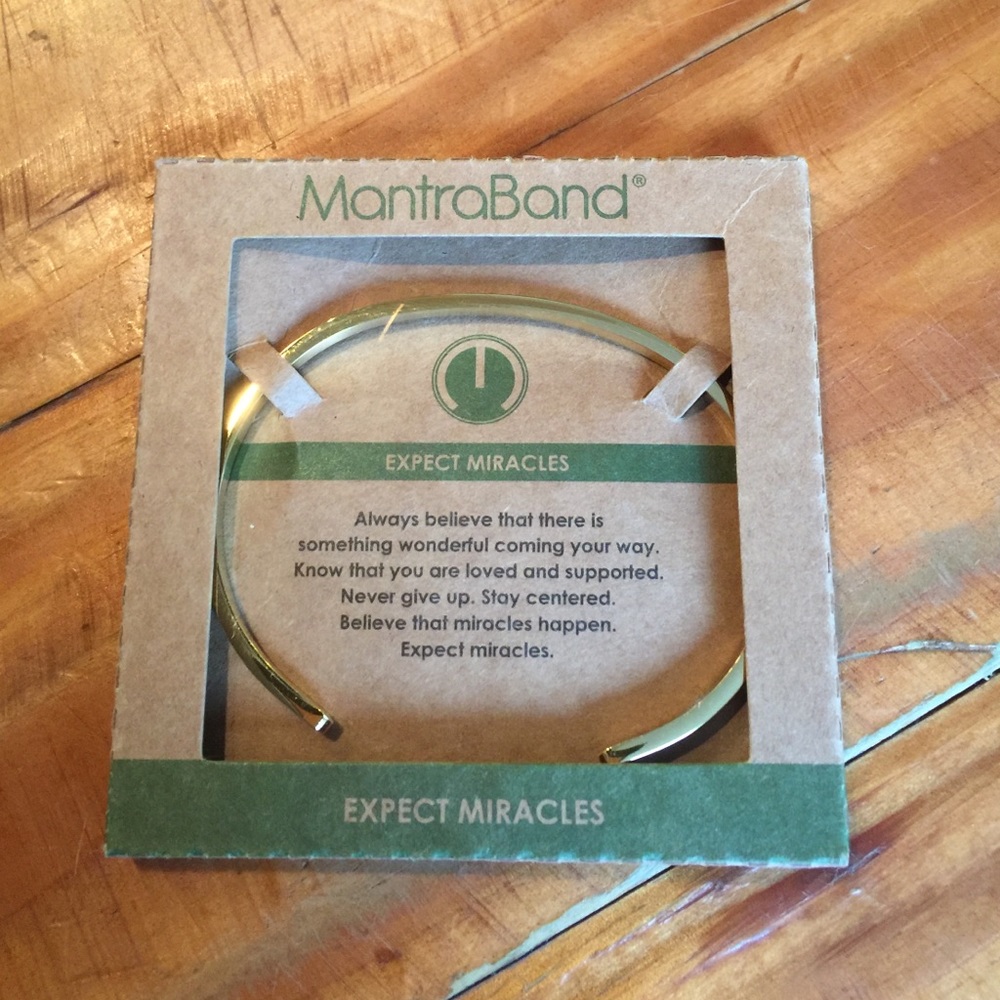 MantraBand®
EXPECT MIRACLES
Always believe that there is
something wonderful coming your way.
Know that you are loved and supported.
Never give up. Stay centered.
Believe that miracles happen.
Expect miracles.
EXPECT MIRACLES